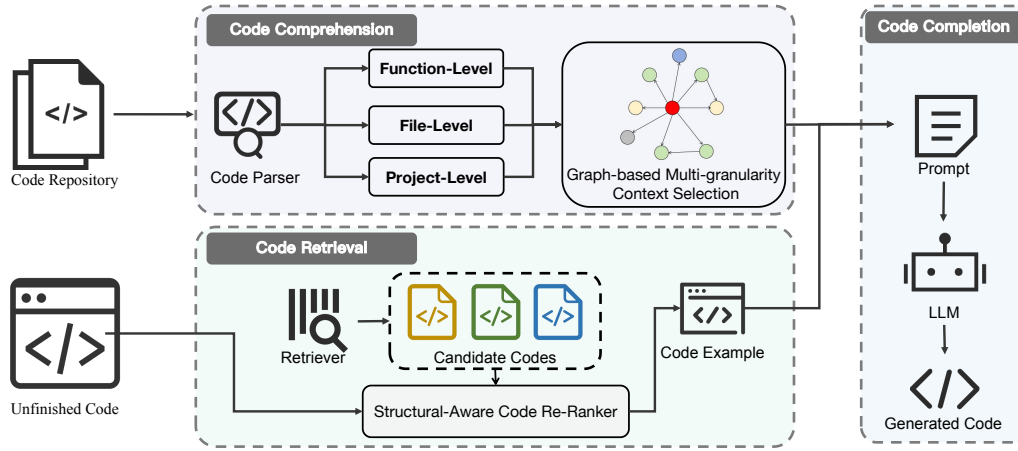 Code Comprehension
Code Completion
Function-Level
File-Level
Project-Level
Code Repository
Code Parser
Graph-based Multi-granularity
Context Selection
Prompt
Code Retrieval
Retriever
Candidate Codes
Code Example
LLM
Unfinished Code
Structural-Aware Code Re-Ranker
Generated Code